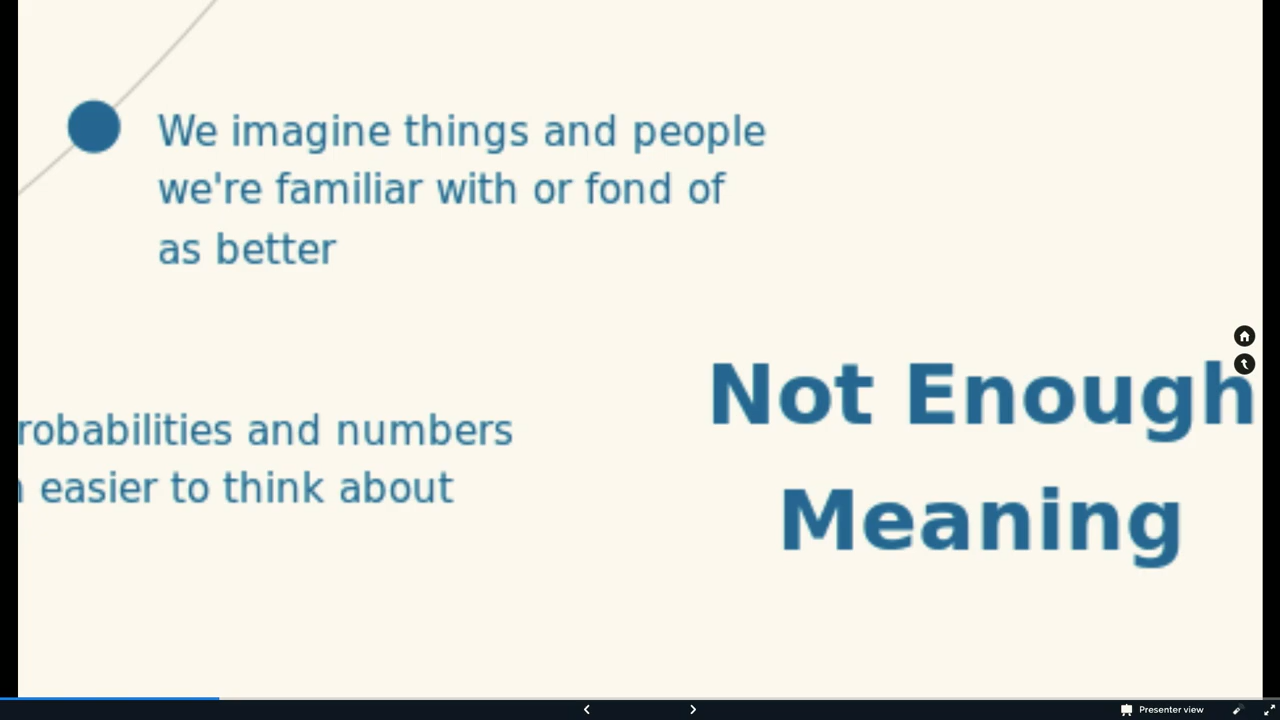 We imagine things and people
we're familiar with or fond of
as better
numbers
robabilities and numbers
easier to think about
Not Enough
Meaning
Presenter view